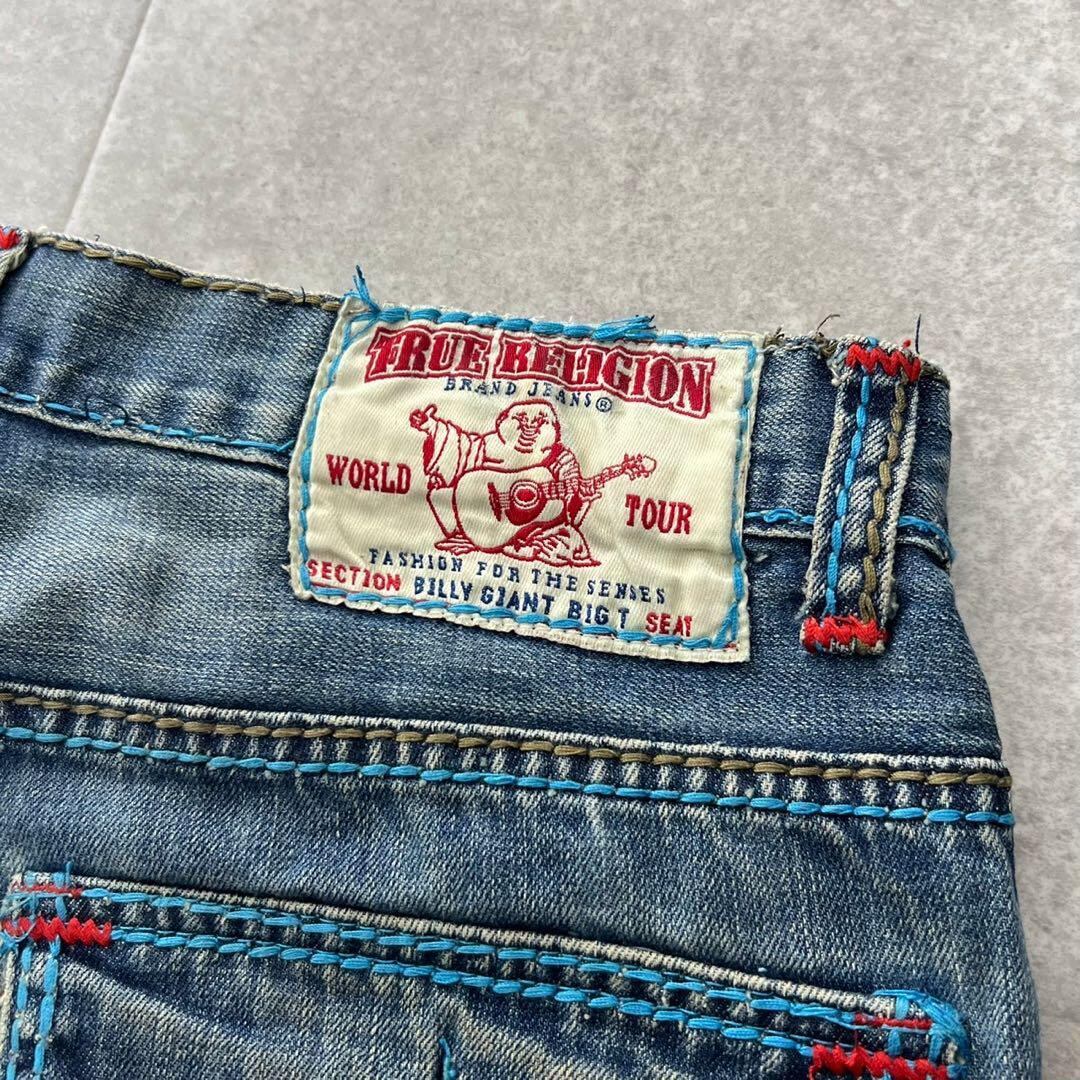 TRUE RELIGION
BRAND JEANS®
WORLD TOUR
FASHION FOR THE SENSES
SECTION BILLY GIANT BIG T SEAT